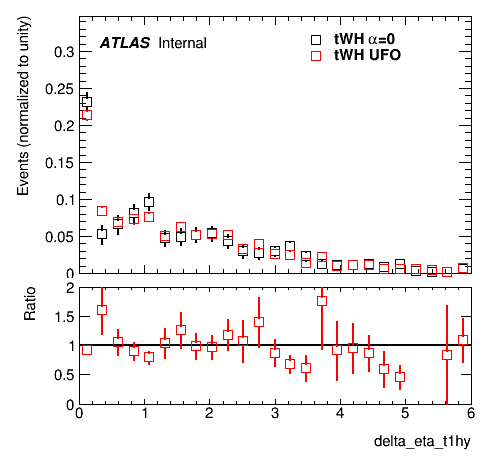 ATLAS Internal
tWH α=0
tWH UFO
Events (normalized to unity)
0.3
0.25
0.2
0.15
0.1
0.05
0
Ratio
2
1.5
1
0.5
0
0 1 2 3 4 5 6
delta_eta_t1hy